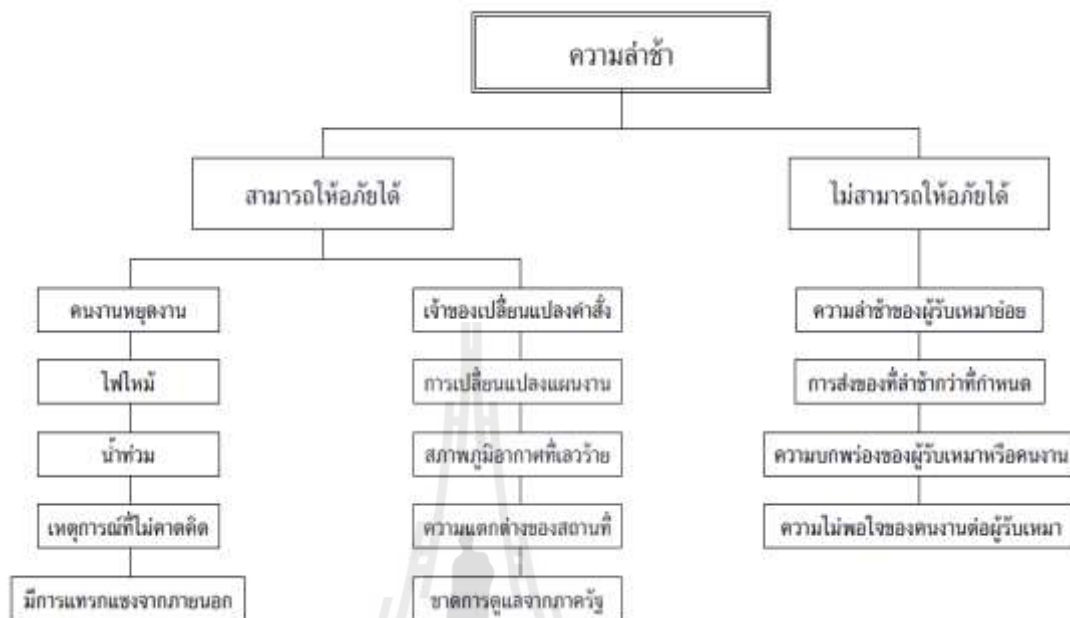 ความล่าช้า
สามารถให้อภัยได้
ไม่สามารถให้อภัยได้
คนงานหยุดงาน
ไฟไหม้
น้ำท่วม
เหตุการณ์ที่ไม่คาดคิด
มีการแทรกแซงจากภายนอก
เจ้าของเปลี่ยนแปลงคำสั่ง
การเปลี่ยนแปลงแผนงาน
สภาพภูมิอากาศที่เลวร้าย
ความแตกต่างของสถานที่
ขาดการดูแลจากภาครัฐ
ความล่าช้าของผู้รับเหมาย่อย
การส่งของที่ล่าช้ากว่าที่กำหนด
ความบกพร่องของผู้รับเหมาหรือคนงาน
ความไม่พอใจของคนงานต่อผู้รับเหมา